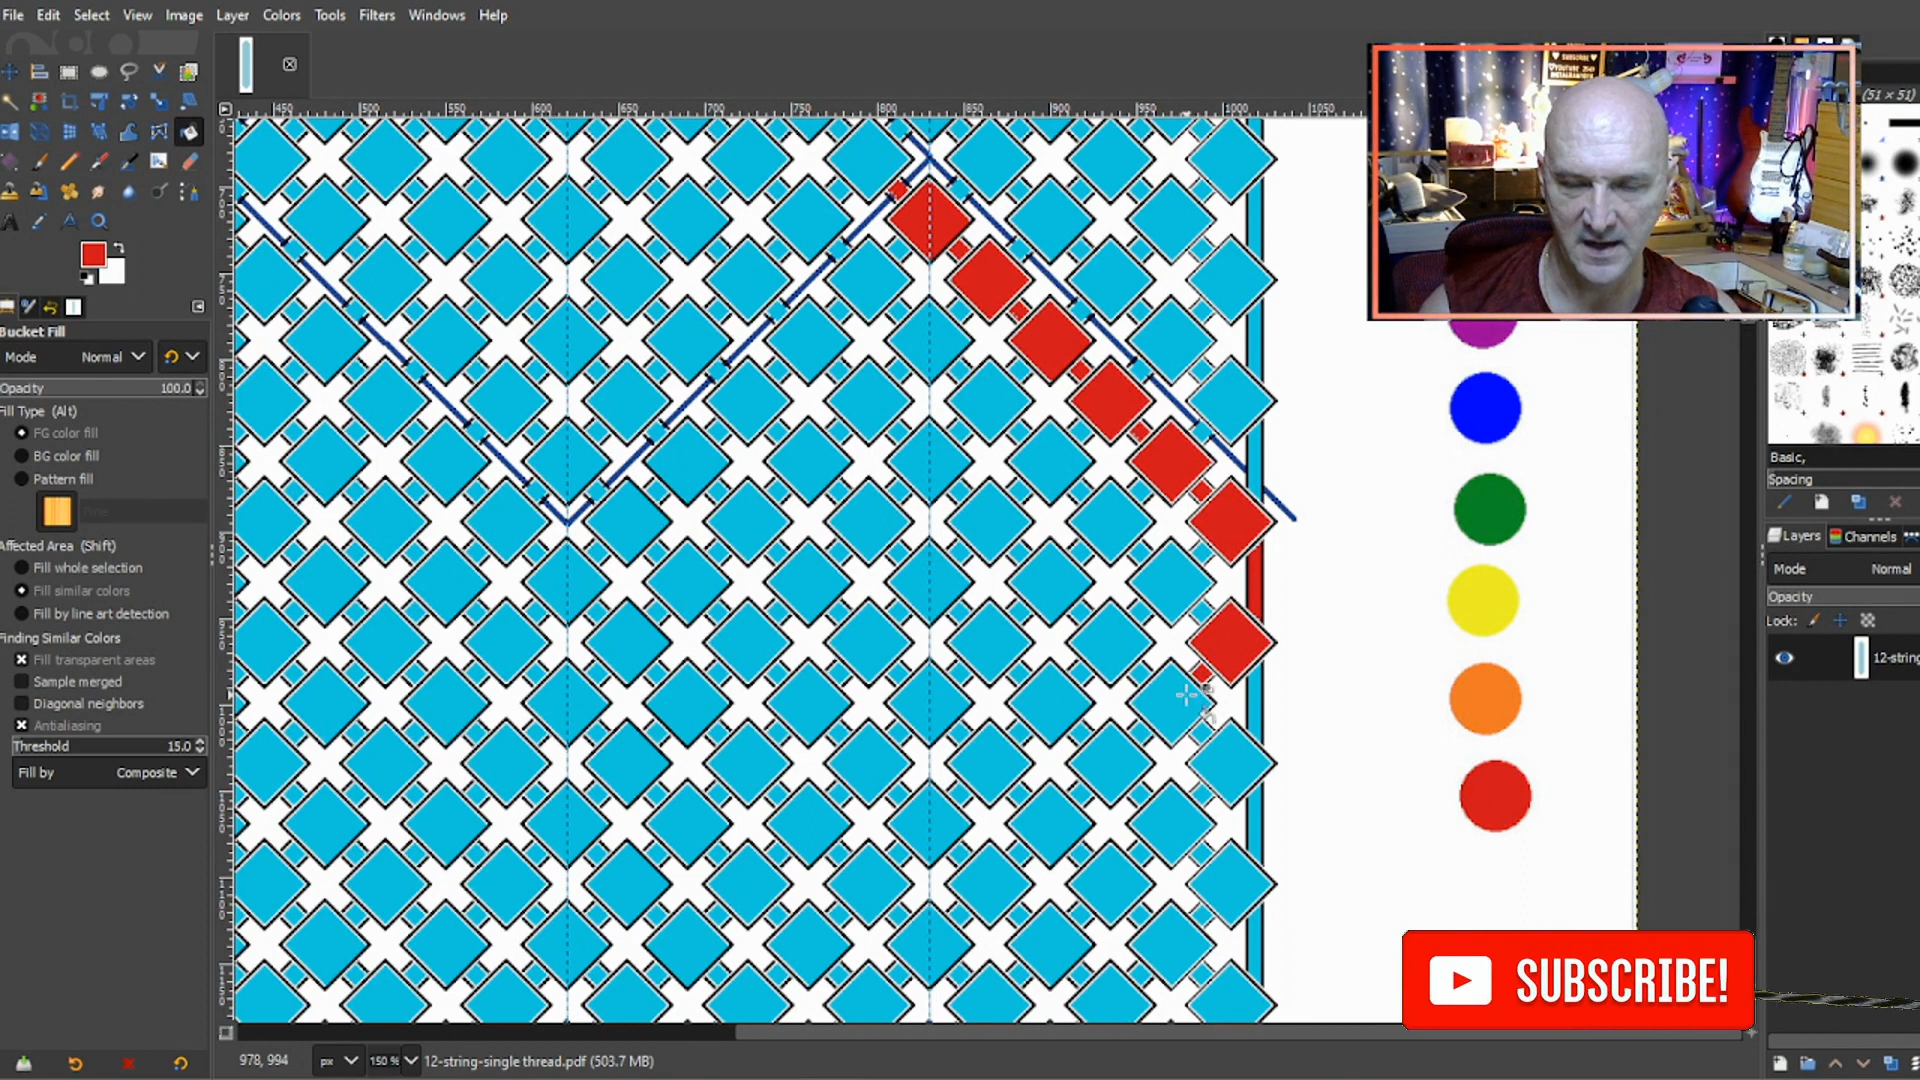 File Edit Select View Image Layer Colors Tools Filters Windows Help
(51 × 51)
450 500 550 600 650 700 750 800 850 900 950 1000 1050
Bucket Fill
Mode Normal
Opacity 100.0
Fill Type (Alt)
FG color fill
BG color fill
Pattern fill
Affected Area (Shift)
Fill whole selection
Fill similar colors
Fill by line art detection
Finding Similar Colors
Fill transparent areas
Sample merged
Diagonal neighbors
Antialiasing
Threshold 15.0
Fill by Composite
Basic,
Spacing
Layers Channels
Mode Normal
Opacity
Lock:
12-string
SUBSCRIBE!
978, 994 px 150 % 12-string-single thread.pdf (503.7 MB)